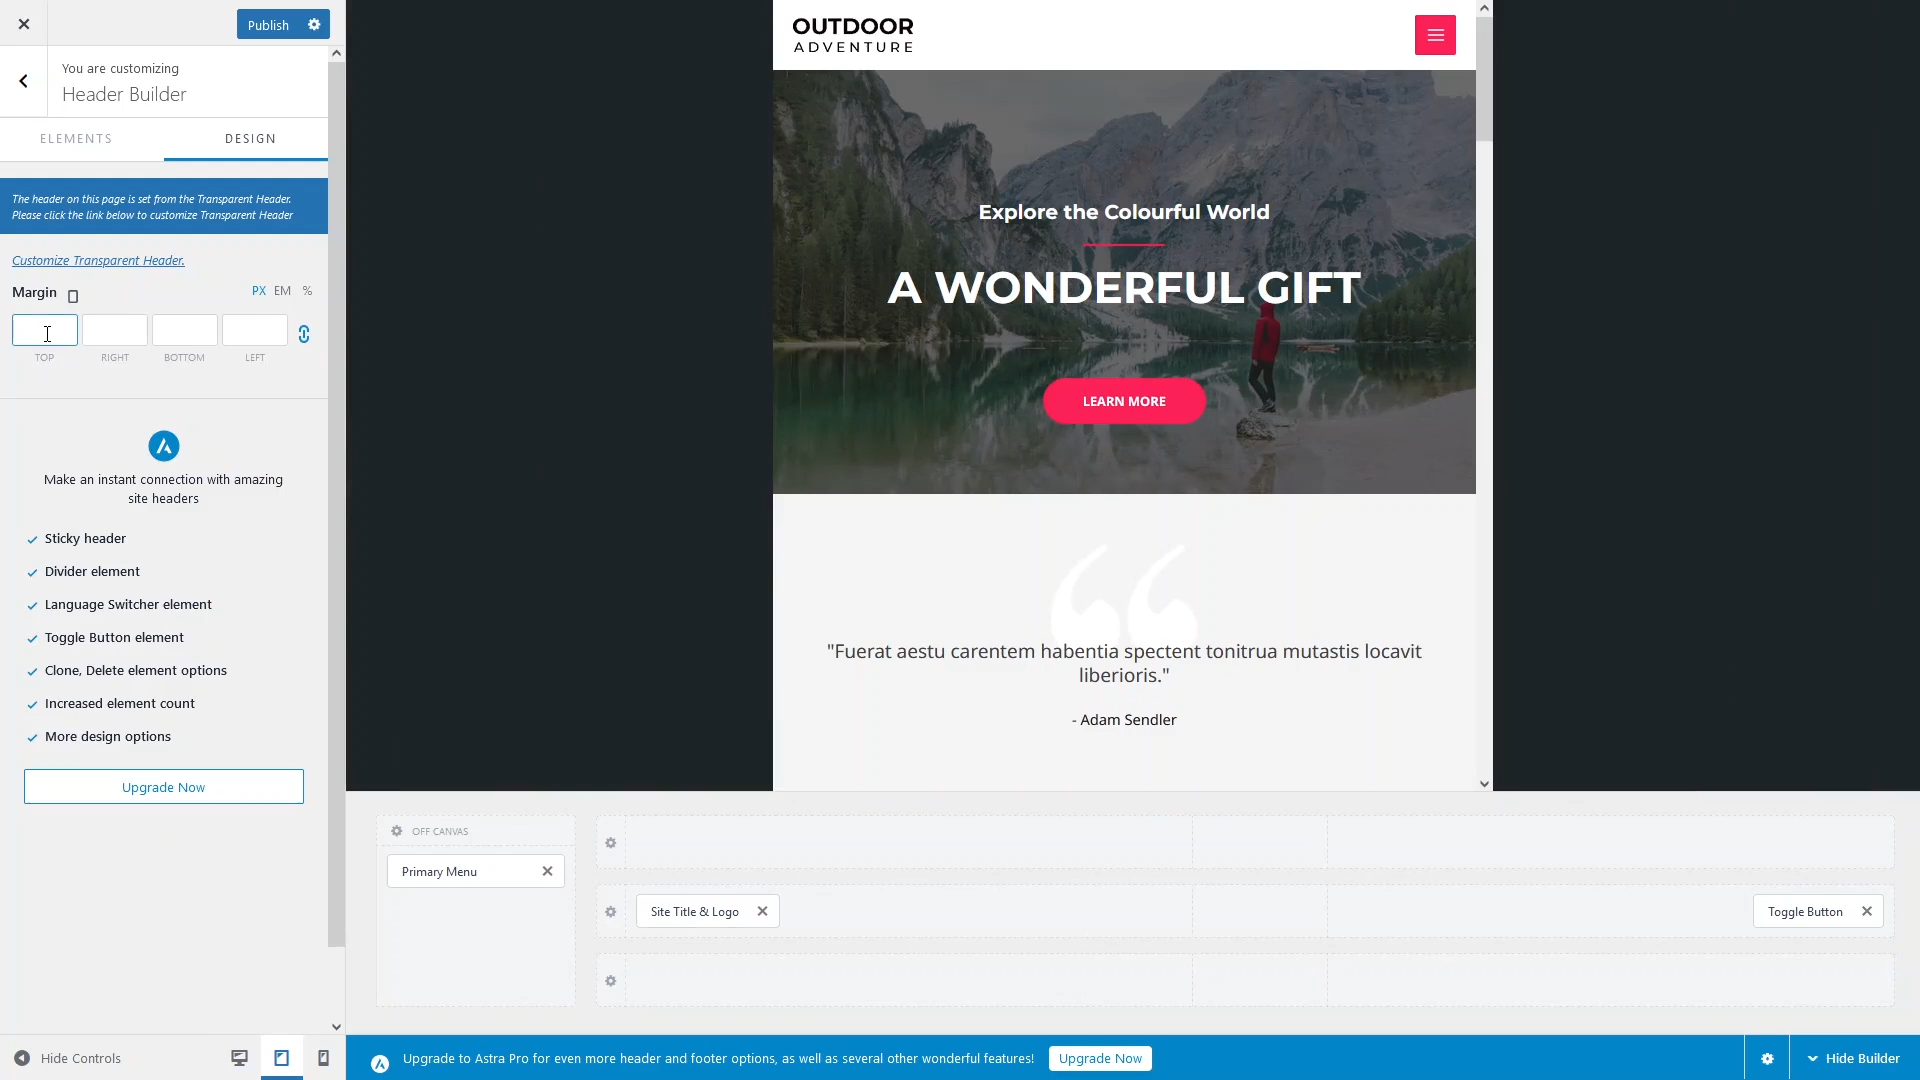 Publish
You are customizing
Header Builder
ELEMENTS
DESIGN
The header on this page is set from the Transparent Header.
Please click the link below to customize Transparent Header
Customize Transparent Header.
Margin
PX EM %
TOP
RIGHT
BOTTOM
LEFT
Make an instant connection with amazing
site headers
Sticky header
Divider element
Language Switcher element
Toggle Button element
Clone, Delete element options
Increased element count
More design options
Upgrade Now
Hide Controls
OUTDOOR
ADVENTURE
Explore the Colourful World
A WONDERFUL GIFT
LEARN MORE
"Fuerat aestu carentem habentia spectent tonitrua mutastis locavit
liberioris."
- Adam Sendler
OFF CANVAS
Primary Menu
Site Title & Logo
Toggle Button
Upgrade to Astra Pro for even more header and footer options, as well as several other wonderful features!
Upgrade Now
Hide Builder